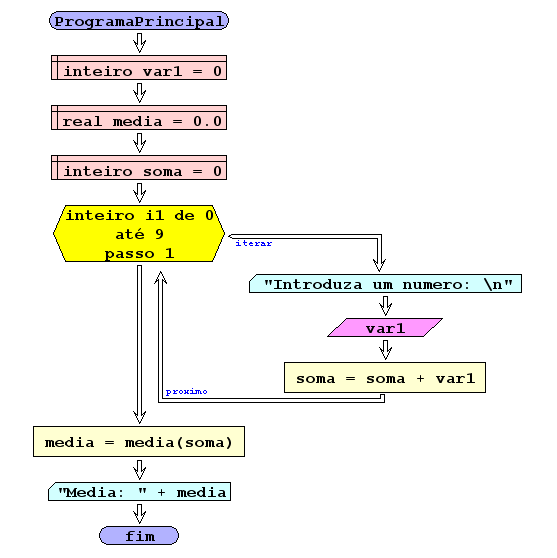 ProgramaPrincipal
inteiro var1 = 0
real media = 0.0
inteiro soma = 0
inteiro i1 de 0
até 9
passo 1
iterar
"Introduza um numero: \n"
var1
soma = soma + var1
proximo
media = media(soma)
"Media: " + media
fim